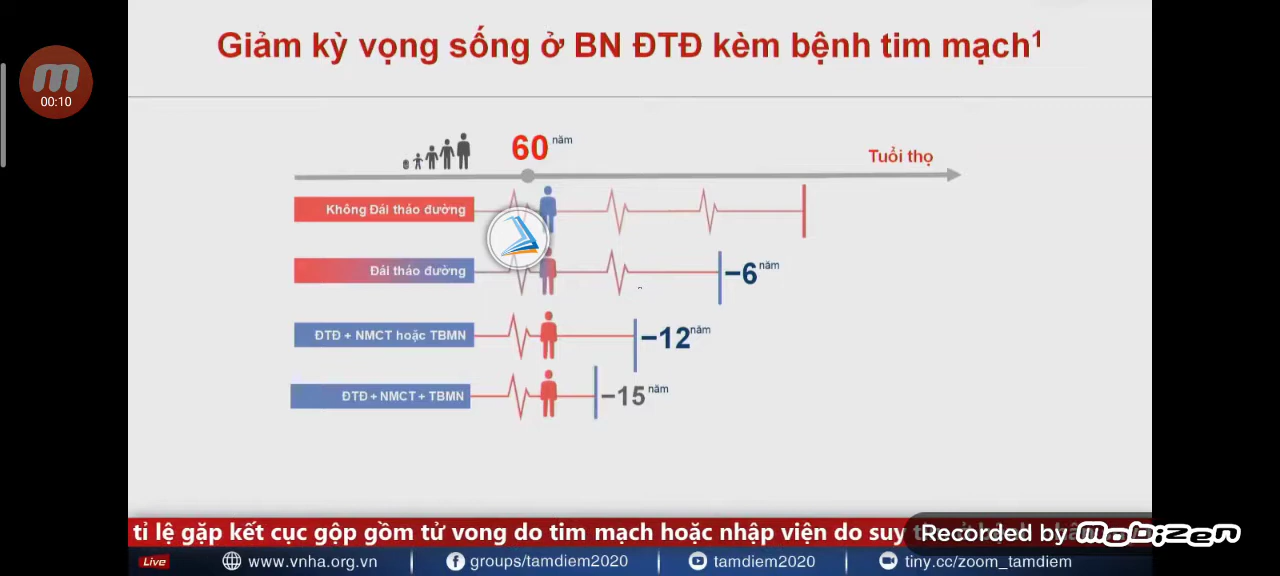 Giảm kỳ vọng sống ở BN ĐTĐ kèm bệnh tim mạch¹
00:10
60 năm
Tuổi thọ
Không Đái tháo đường
Đái tháo đường
−6 năm
ĐTĐ + NMCT hoặc TBMN
−12 năm
ĐTĐ + NMCT + TBMN
−15 năm
tỉ lệ gặp kết cục gộp gồm tử vong do tim mạch hoặc nhập viện do suy
Recorded by MOBIZEN
Live
www.vnha.org.vn
groups/tamdiem2020
tamdiem2020
tiny.cc/zoom_tamdiem